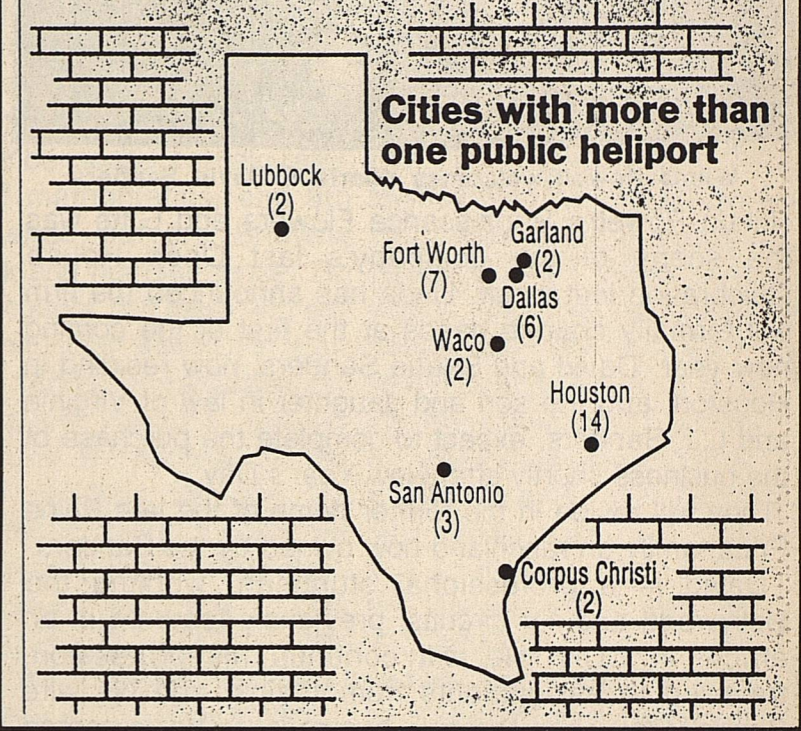 Cities with more than
one public heliport
Lubbock
(2)
Garland
(2)
Fort Worth
(7)
Dallas
(6)
Waco
(2)
Houston
(14)
San Antonio
(3)
Corpus Christi
(2)